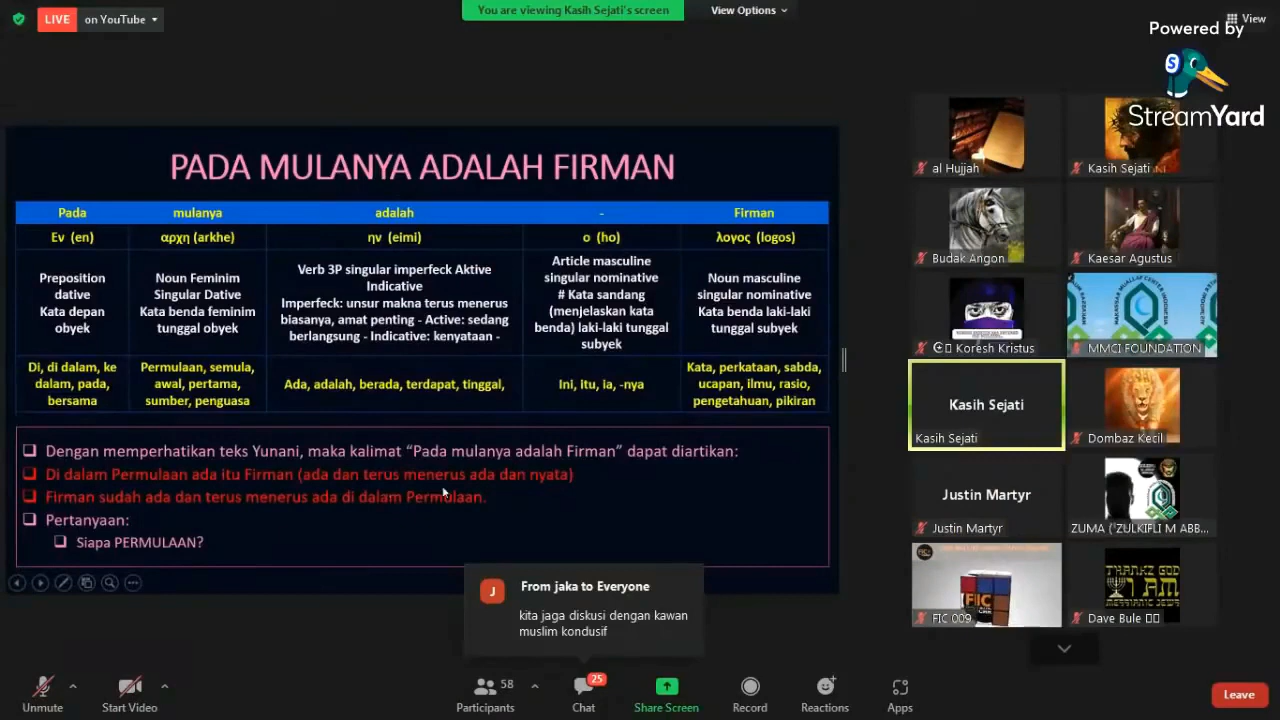 LIVE
on YouTube
You are viewing Kasih Sejati's screen
View Options
View
Powered by
S
StreamYard
PADA MULANYA ADALAH FIRMAN
Pada
mulanya
adalah
-
Firman
Εν (en)
αρχη (arkhe)
ην (eimi)
ο (ho)
λογος (logos)
Preposition
dative
Kata depan
obyek
Noun Feminim
Singular Dative
Kata benda feminim
tunggal obyek
Verb 3P singular imperfeck Aktive
Indicative
Imperfeck: unsur makna terus menerus
biasanya, amat penting - Active: sedang
berlangsung - Indicative: kenyataan -
Article masculine
singular nominative
# Kata sandang
(menjelaskan kata
benda) laki-laki tunggal
subyek
Noun masculine
singular nominative
Kata benda laki-laki
tunggal subyek
Di, di dalam, ke
dalam, pada,
bersama
Permulaan, semula,
awal, pertama,
sumber, penguasa
Ada, adalah, berada, terdapat, tinggal,
Ini, itu, ia, -nya
Kata, perkataan, sabda,
ucapan, ilmu, rasio,
pengetahuan, pikiran
Dengan memperhatikan teks Yunani, maka kalimat “Pada mulanya adalah Firman” dapat diartikan:
Di dalam Permulaan ada itu Firman (ada dan terus menerus ada dan nyata)
Firman sudah ada dan terus menerus ada di dalam Permulaan.
Pertanyaan:
Siapa PERMULAAN?
J
From jaka to Everyone
kita jaga diskusi dengan kawan
muslim kondusif
al Hujjah
Kasih Sejati
Budak Angon
Kaesar Agustus
Koresh Kristus
MMCI FOUNDATION
Kasih Sejati
Kasih Sejati
Dombaz Kecil
Justin Martyr
Justin Martyr
ZUMA ("ZULKIFLI M ABB...
FIC 009
THANKZ GOD
I AM
MESSIANIC JEWS
Dave Bule
Unmute
Start Video
58
Participants
25
Chat
Share Screen
Record
Reactions
Apps
Leave